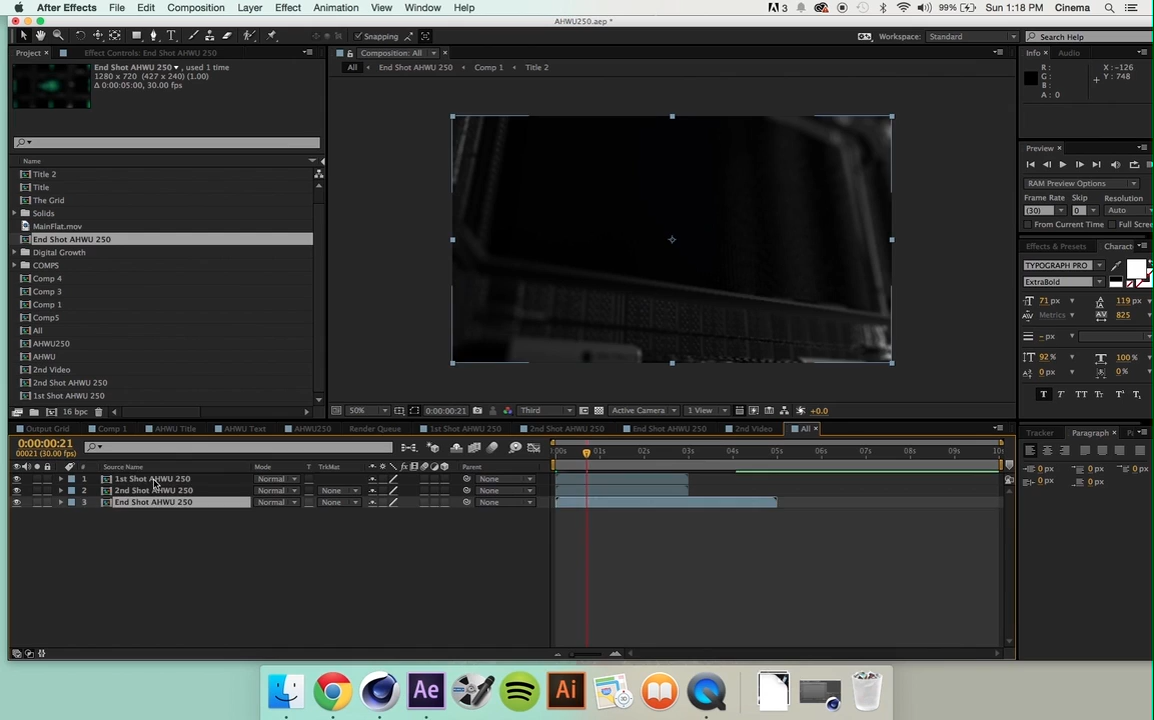 After Effects File Edit Composition Layer Effect Animation View Window Help 3 99% Sun 1:18 PM Cinema
AHWU250.aep *
Snapping Workspace: Standard Search Help
Project × Effect Controls: End Shot AHWU 250 Composition: All × Info × Audio
End Shot AHWU 250 , used 1 time
1280 x 720 (427 x 240) (1.00)
Δ 0:00:05:00, 30.00 fps
All End Shot AHWU 250 Comp 1 Title 2
R :
G :
B :
A : 0
X : -126
Y : 748
Name
Title 2
Title
The Grid
Solids
MainFlat.mov
End Shot AHWU 250
Digital Growth
COMPS
Comp 4
Comp 3
Comp 1
Comp5
All
AHWU250
AHWU
2nd Video
2nd Shot AHWU 250
1st Shot AHWU 250
16 bpc
Preview ×
RAM Preview Options
Frame Rate Skip Resolution
(30) 0 Auto
From Current Time Full Scree
Effects & Presets Charact
TYPOGRAPH PRO
ExtraBold
71 px 119 px
Metrics 825
- px
92% 100%
0 px 0 %
T T TT Tr T¹ T,
50% 0:00:00:21 Third Active Camera 1 View +0.0
Output Grid Comp 1 AHWU Title AHWU Text AHWU250 Render Queue 1st Shot AHWU 250 2nd Shot AHWU 250 End Shot AHWU 250 2nd Video All ×
0:00:00:21
00021 (30.00 fps)
:00s 01s 02s 03s 04s 05s 06s 07s 08s 09s 10
# Source Name Mode T TrkMat Parent
1 1st Shot AHWU 250 Normal None
2 2nd Shot AHWU 250 Normal None None
3 End Shot AHWU 250 Normal None None
Tracker Paragraph ×
0 px 0 px
0 px 0 px
0 px
Ae Ai